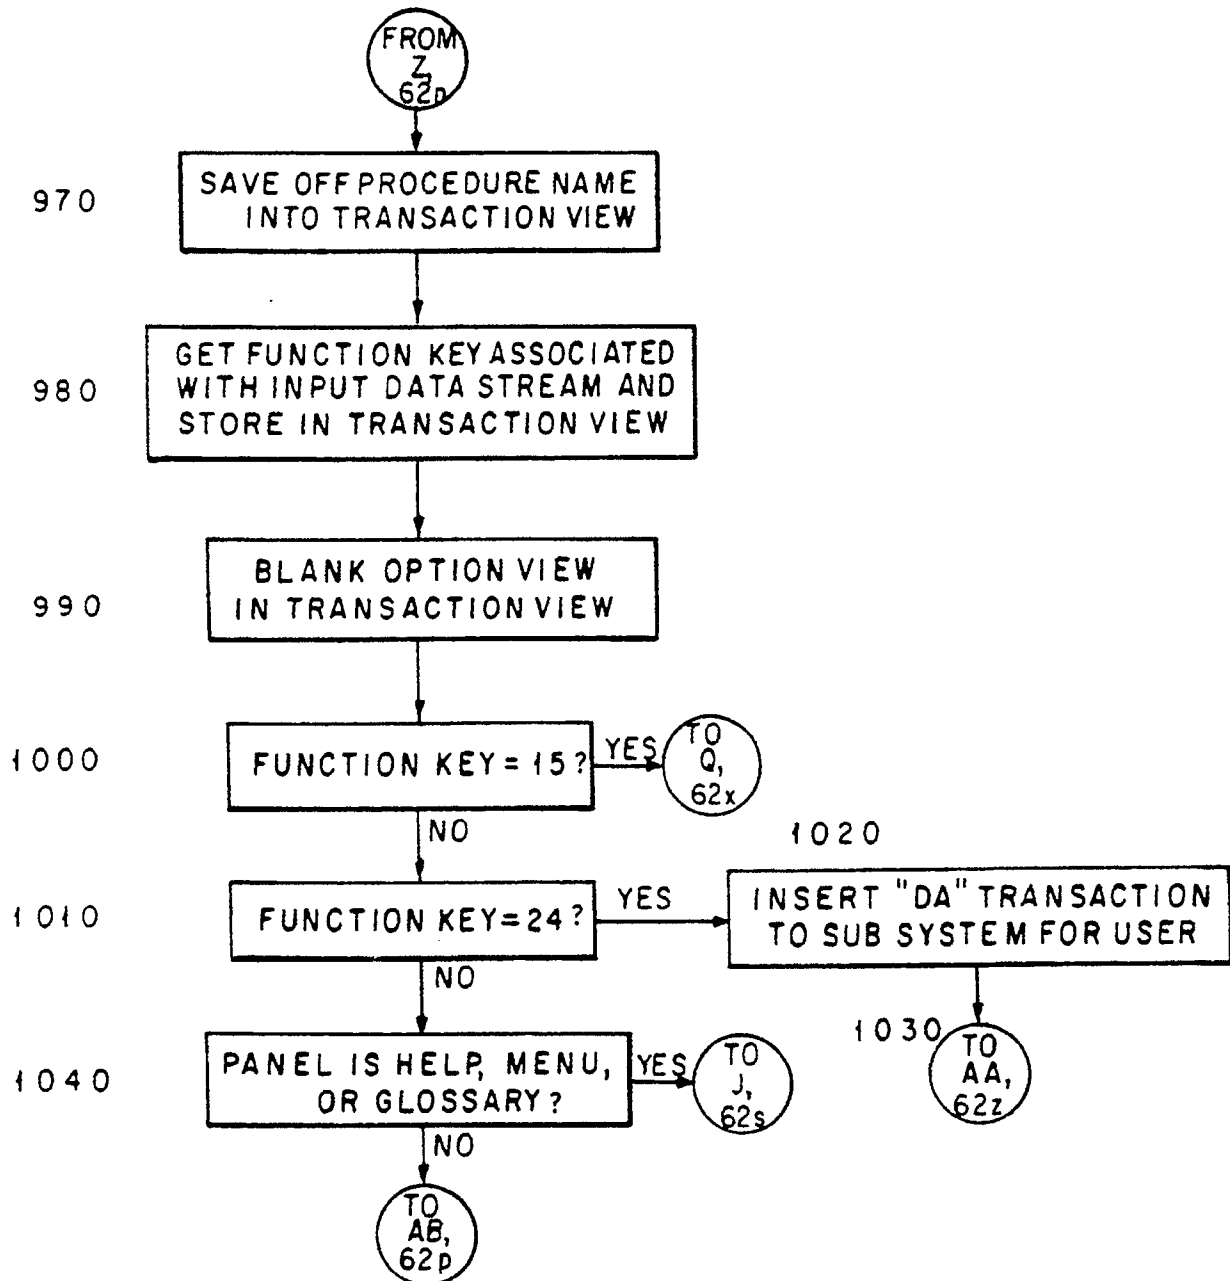 FROM
Z,
62p
970
SAVE OFF PROCEDURE NAME
INTO TRANSACTION VIEW
980
GET FUNCTION KEY ASSOCIATED
WITH INPUT DATA STREAM AND
STORE IN TRANSACTION VIEW
990
BLANK OPTION VIEW
IN TRANSACTION VIEW
1000
FUNCTION KEY = 15?
YES
TO
Q,
62x
NO
1020
1010
FUNCTION KEY=24?
YES
INSERT "DA" TRANSACTION
TO SUB SYSTEM FOR USER
NO
1030
TO
AA,
62z
1040
PANEL IS HELP, MENU,
OR GLOSSARY?
YES
TO
J,
62s
NO
TO
AB,
62p